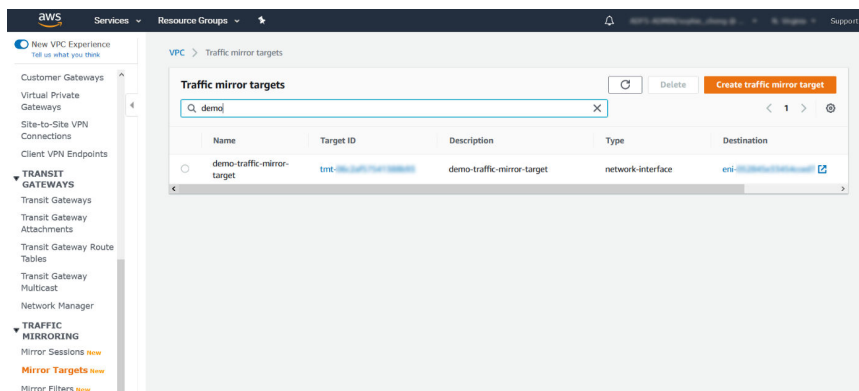 aws
Services
Resource Groups
Support
New VPC Experience
Tell us what you think
Customer Gateways
Virtual Private
Gateways
Site-to-Site VPN
Connections
Client VPN Endpoints
TRANSIT
GATEWAYS
Transit Gateways
Transit Gateway
Attachments
Transit Gateway Route
Tables
Transit Gateway
Multicast
Network Manager
TRAFFIC
MIRRORING
Mirror Sessions New
Mirror Targets New
Mirror Filters New
VPC > Traffic mirror targets
Traffic mirror targets
Delete
Create traffic mirror target
demo
1
Name Target ID Description Type Destination
demo-traffic-mirror-
target
tmt-
demo-traffic-mirror-target
network-interface
eni-